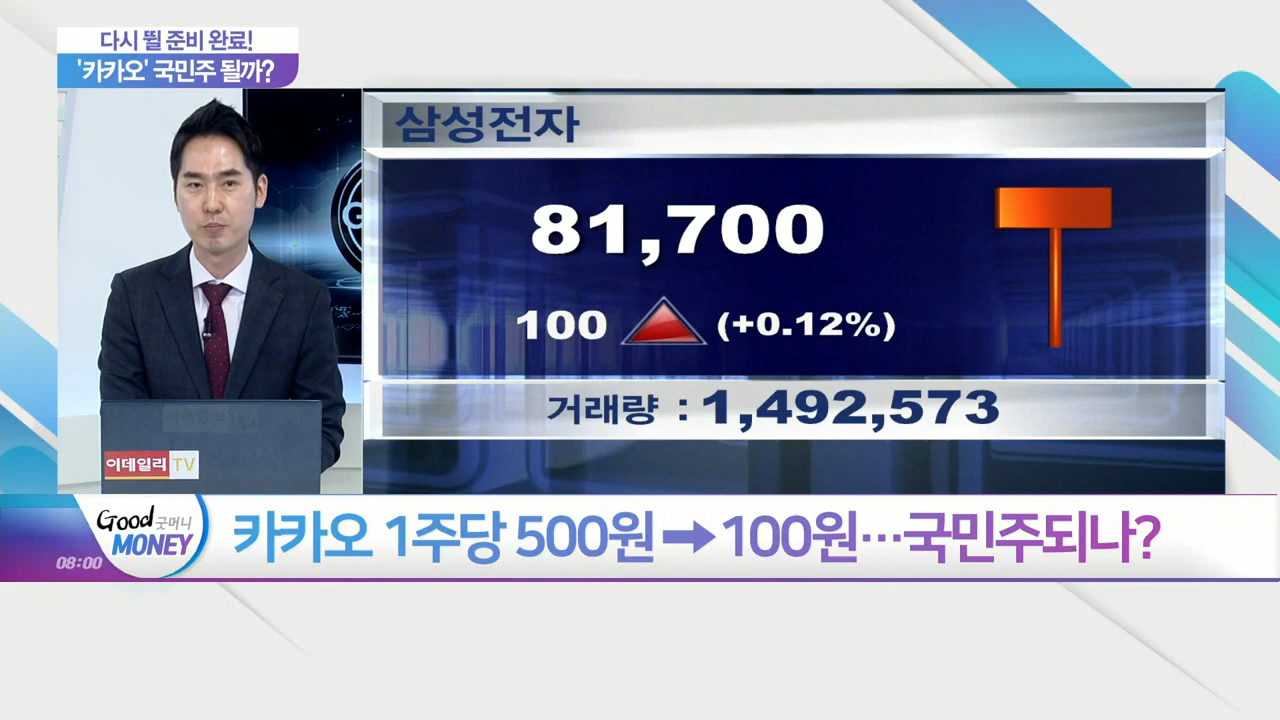 다시 뛸 준비 완료!
'카카오' 국민주 될까?
삼성전자
81,700
100 ▲ (+0.12%)
거래량 : 1,492,573
이데일리 TV
Good 굿머니
MONEY
08:00
카카오 1주당 500원➡100원…국민주되나?